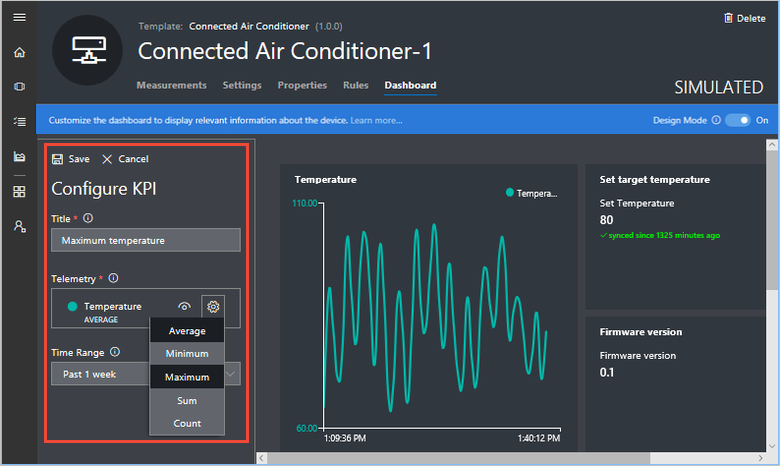 Template: Connected Air Conditioner (1.0.0)
Delete
Connected Air Conditioner-1
Measurements Settings Properties Rules Dashboard
SIMULATED
Customize the dashboard to display relevant information about the device. Learn more...
Design Mode On
Save Cancel
Configure KPI
Title *
Maximum temperature
Telemetry *
Temperature
AVERAGE
Average
Minimum
Maximum
Sum
Count
Time Range
Past 1 week
Temperature
Tempera...
110.00
60.00
1:09:36 PM
1:40:12 PM
Set target temperature
Set Temperature
80
synced since 1325 minutes ago
Firmware version
Firmware version
0.1